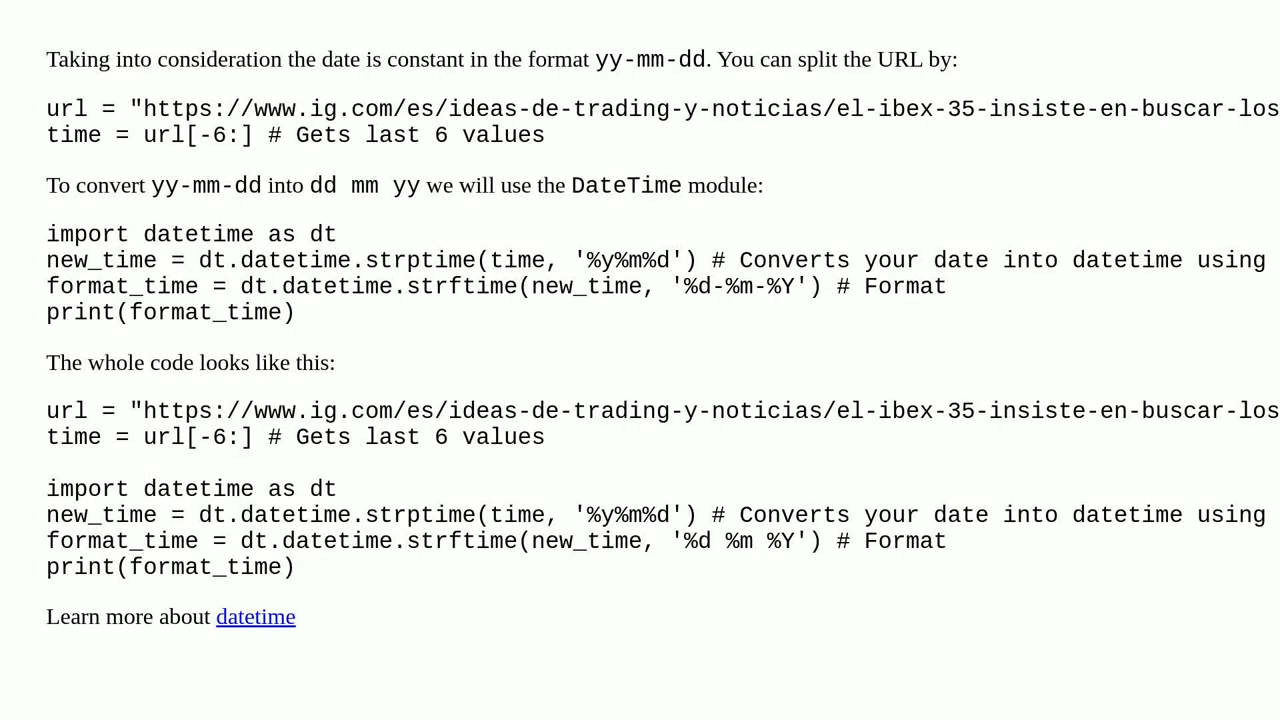 Taking into consideration the date is constant in the format yy-mm-dd. You can split the URL by:
url = "https://www.ig.com/es/ideas-de-trading-y-noticias/el-ibex-35-insiste-en-buscar-los
time = url[-6:] # Gets last 6 values
To convert yy-mm-dd into dd mm yy we will use the DateTime module:
import datetime as dt
new_time = dt.datetime.strptime(time, '%y%m%d') # Converts your date into datetime using
format_time = dt.datetime.strftime(new_time, '%d-%m-%Y') # Format
print(format_time)
The whole code looks like this:
url = "https://www.ig.com/es/ideas-de-trading-y-noticias/el-ibex-35-insiste-en-buscar-los
time = url[-6:] # Gets last 6 values
import datetime as dt
new_time = dt.datetime.strptime(time, '%y%m%d') # Converts your date into datetime using
format_time = dt.datetime.strftime(new_time, '%d %m %Y') # Format
print(format_time)
Learn more about datetime